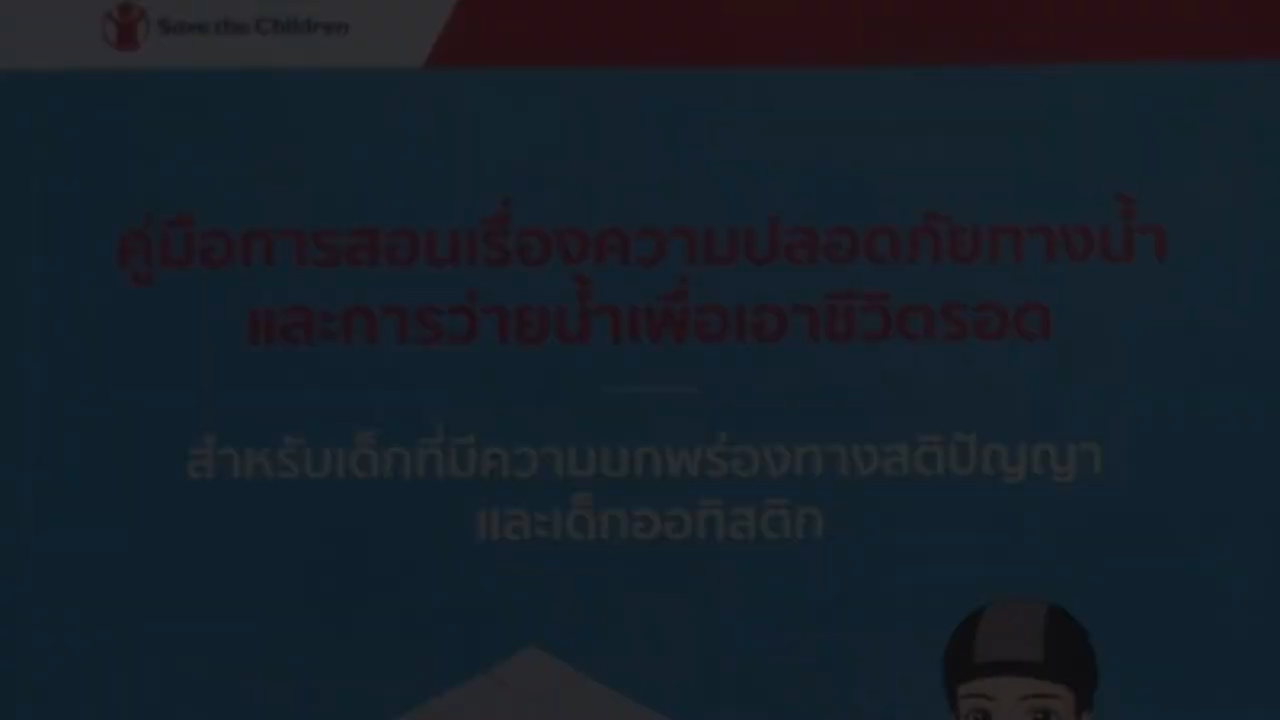 Save the Children
คู่มือการสอนเรื่องความปลอดภัยทางน้ำ
และการว่ายน้ำเพื่อเอาชีวิตรอด
สำหรับเด็กที่มีความบกพร่องทางสติปัญญา
และเด็กออทิสติก